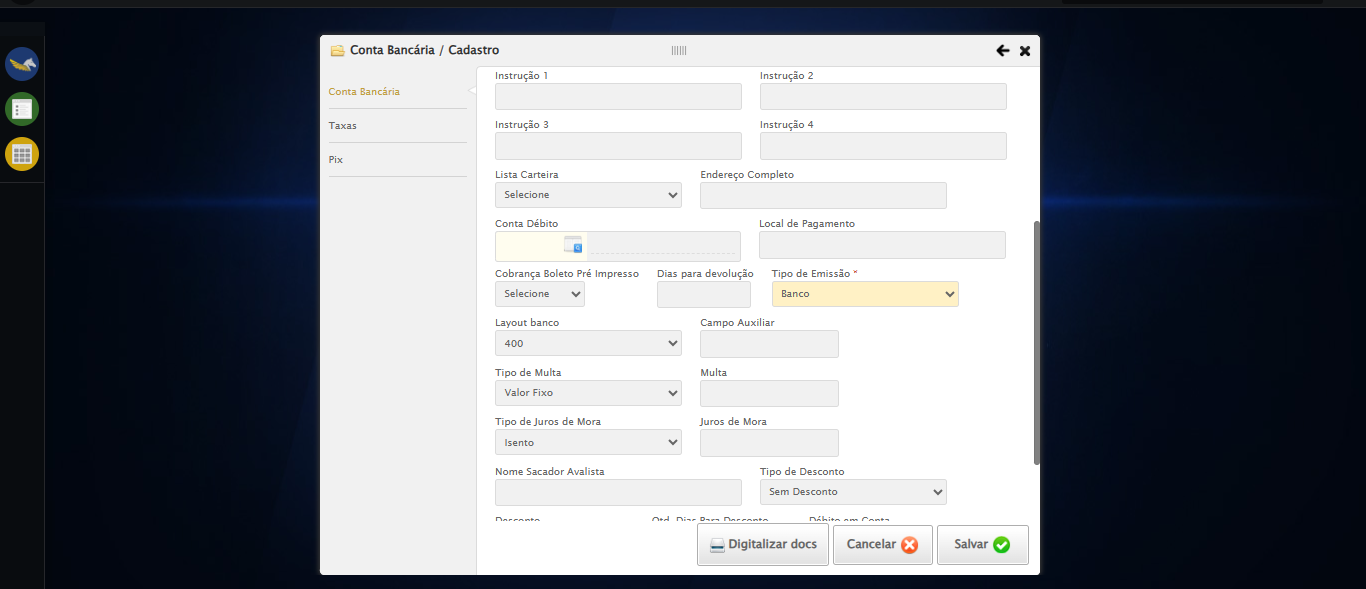 Conta Bancária / Cadastro
Conta Bancária
Taxas
Pix
Instrução 1 Instrução 2
Instrução 3 Instrução 4
Lista Carteira Endereço Completo
Selecione
Conta Débito Local de Pagamento
Cobrança Boleto Pré Impresso Dias para devolução Tipo de Emissão *
Selecione Banco
Layout banco Campo Auxiliar
400
Tipo de Multa Multa
Valor Fixo
Tipo de Juros de Mora Juros de Mora
Isento
Nome Sacador Avalista Tipo de Desconto
Sem Desconto
Desconto Qtd. Dias Para Desconto Débito em Conta
Digitalizar docs Cancelar Salvar